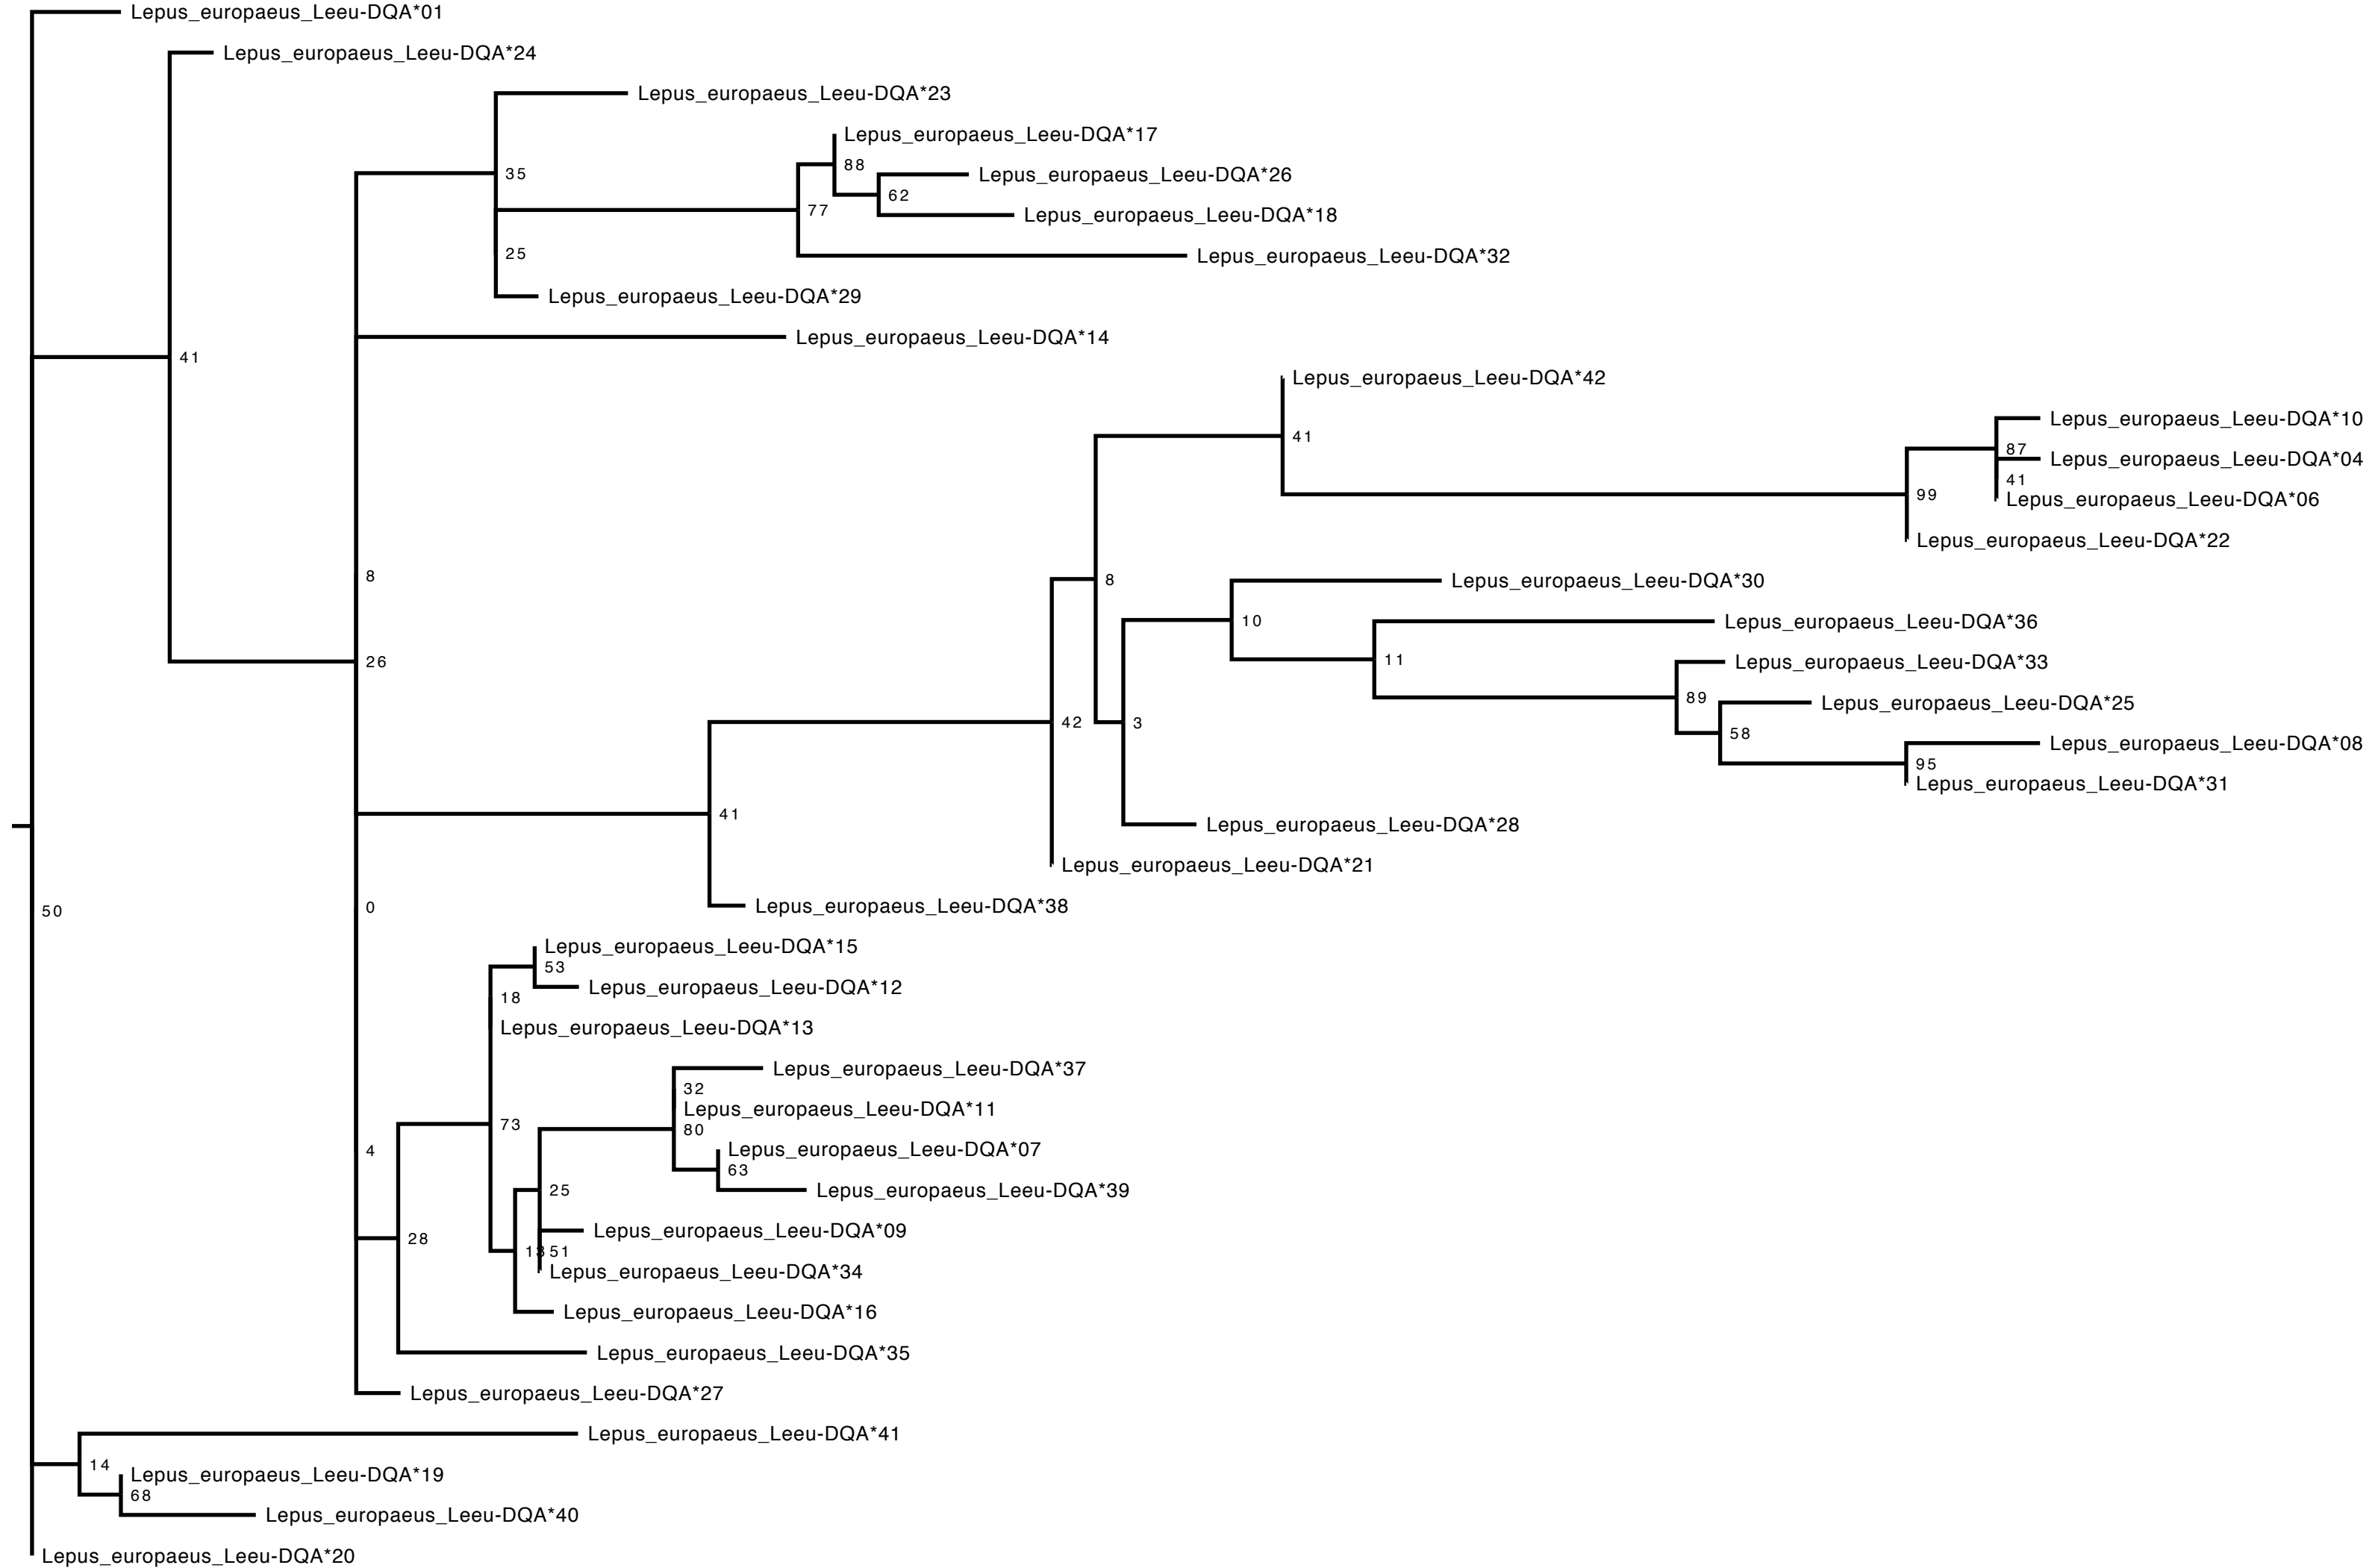 Lepus_europaeus_Leeu-DQA*01
Lepus_europaeus_Leeu-DQA*24
Lepus_europaeus_Leeu-DQA*23
Lepus_europaeus_Leeu-DQA*17
88
35
Lepus_europaeus_Leeu-DQA*26
62
77
Lepus_europaeus_Leeu-DQA*18
25
Lepus_europaeus_Leeu-DQA*32
Lepus_europaeus_Leeu-DQA*29
Lepus_europaeus_Leeu-DQA*14
41
Lepus_europaeus_Leeu-DQA*42
Lepus_europaeus_Leeu-DQA*10
41
87
Lepus_europaeus_Leeu-DQA*04
41
99
Lepus_europaeus_Leeu-DQA*06
Lepus_europaeus_Leeu-DQA*22
8
8
Lepus_europaeus_Leeu-DQA*30
10
Lepus_europaeus_Leeu-DQA*36
26
11
Lepus_europaeus_Leeu-DQA*33
89
Lepus_europaeus_Leeu-DQA*25
42
3
58
Lepus_europaeus_Leeu-DQA*08
95
Lepus_europaeus_Leeu-DQA*31
41
Lepus_europaeus_Leeu-DQA*28
Lepus_europaeus_Leeu-DQA*21
50
0
Lepus_europaeus_Leeu-DQA*38
Lepus_europaeus_Leeu-DQA*15
53
Lepus_europaeus_Leeu-DQA*12
18
Lepus_europaeus_Leeu-DQA*13
Lepus_europaeus_Leeu-DQA*37
32
Lepus_europaeus_Leeu-DQA*11
73
80
4
Lepus_europaeus_Leeu-DQA*07
63
25
Lepus_europaeus_Leeu-DQA*39
Lepus_europaeus_Leeu-DQA*09
28
51
Lepus_europaeus_Leeu-DQA*34
Lepus_europaeus_Leeu-DQA*16
Lepus_europaeus_Leeu-DQA*35
Lepus_europaeus_Leeu-DQA*27
Lepus_europaeus_Leeu-DQA*41
14
Lepus_europaeus_Leeu-DQA*19
68
Lepus_europaeus_Leeu-DQA*40
Lepus_europaeus_Leeu-DQA*20